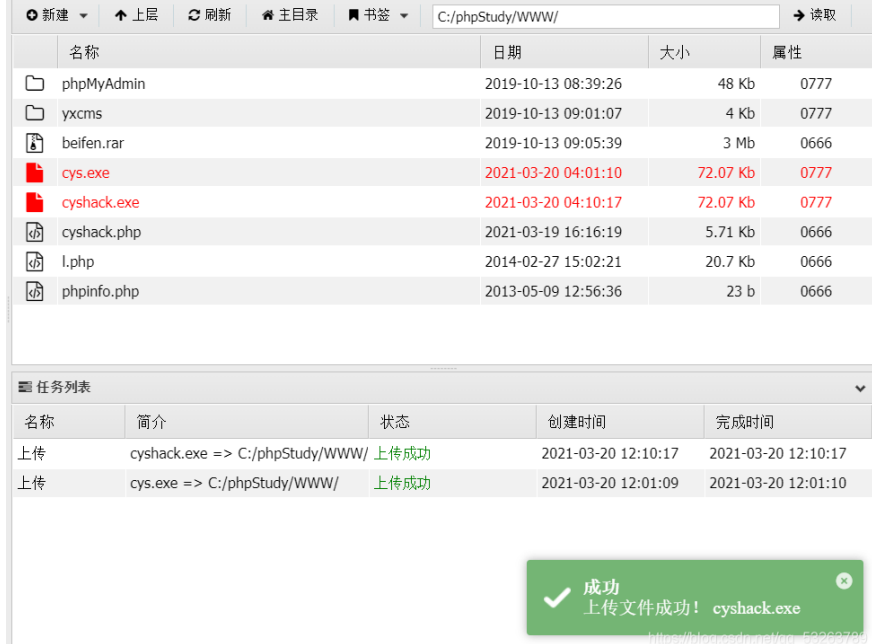 新建 上层 刷新 主目录 书签 C:/phpStudy/WWW/ 读取
名称 日期 大小 属性
phpMyAdmin 2019-10-13 08:39:26 48 Kb 0777
yxcms 2019-10-13 09:01:07 4 Kb 0777
beifen.rar 2019-10-13 09:05:39 3 Mb 0666
cys.exe 2021-03-20 04:01:10 72.07 Kb 0777
cyshack.exe 2021-03-20 04:10:17 72.07 Kb 0777
cyshack.php 2021-03-19 16:16:19 5.71 Kb 0666
l.php 2014-02-27 15:02:21 20.7 Kb 0666
phpinfo.php 2013-05-09 12:56:36 23 b 0666
任务列表
名称 简介 状态 创建时间 完成时间
上传 cyshack.exe => C:/phpStudy/WWW/ 上传成功 2021-03-20 12:10:17 2021-03-20 12:10:17
上传 cys.exe => C:/phpStudy/WWW/ 上传成功 2021-03-20 12:01:09 2021-03-20 12:01:10
成功
上传文件成功！ cyshack.exe